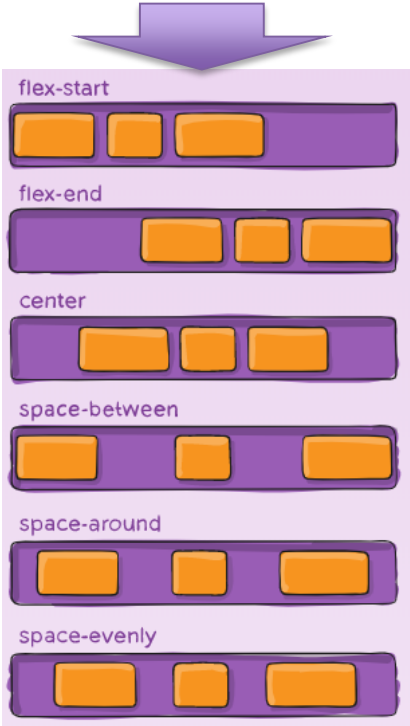 flex-start
flex-end
center
space-between
space-around
space-evenly